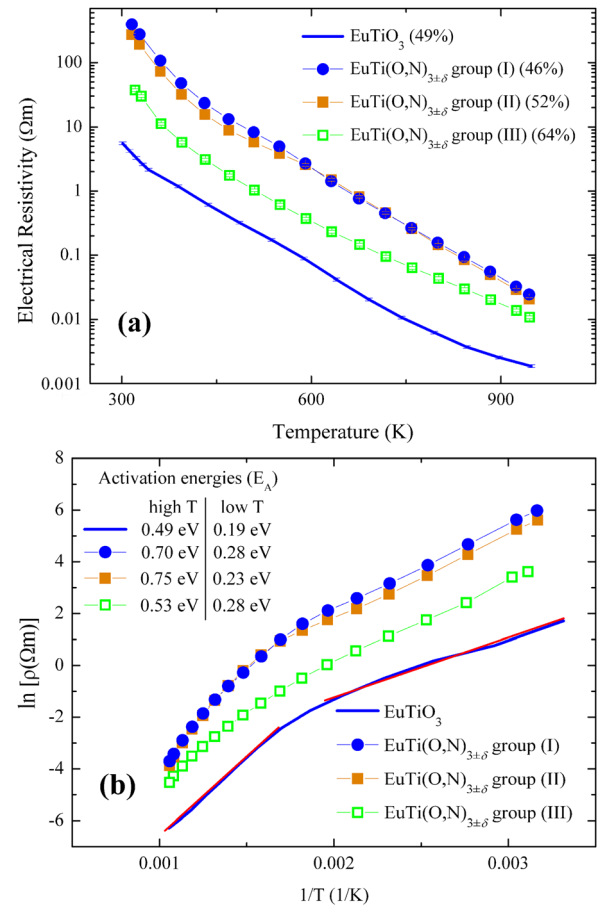 EuTiO3 (49%)
EuTi(O,N)3±δ group (I) (46%)
EuTi(O,N)3±δ group (II) (52%)
EuTi(O,N)3±δ group (III) (64%)
100
10
1
0.1
0.01
0.001
Electrical Resistivity (Ωm)
(a)
300 600 900
Temperature (K)
Activation energies (EA)
high T low T
0.49 eV 0.19 eV
0.70 eV 0.28 eV
0.75 eV 0.23 eV
0.53 eV 0.28 eV
8
6
4
2
0
-2
-4
-6
ln [ρ(Ωm)]
EuTiO3
EuTi(O,N)3±δ group (I)
EuTi(O,N)3±δ group (II)
EuTi(O,N)3±δ group (III)
(b)
0.001 0.002 0.003
1/T (1/K)